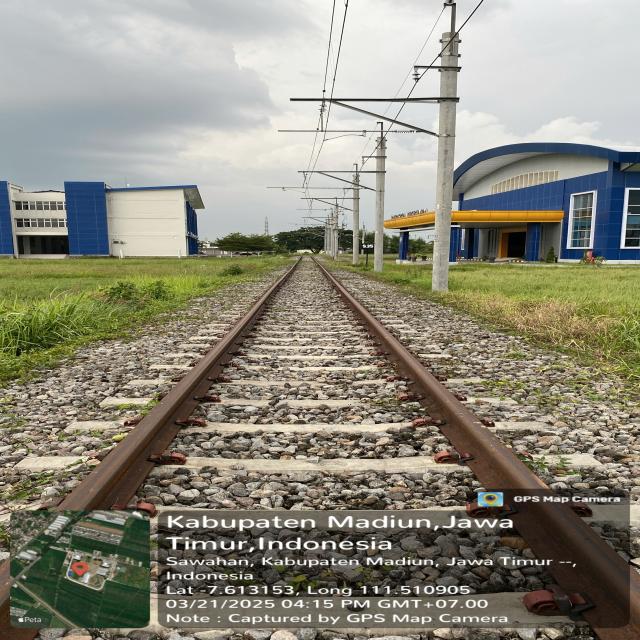 GPS Map Camera
Kabupaten Madiun,Jawa
Timur,Indonesia
Sawahan, Kabupaten Madiun, Jawa Timur --,
Indonesia
Lat -7.613153, Long 111.510905
03/21/2025 04:15 PM GMT+07.00
Note : Captured by GPS Map Camera
Peta